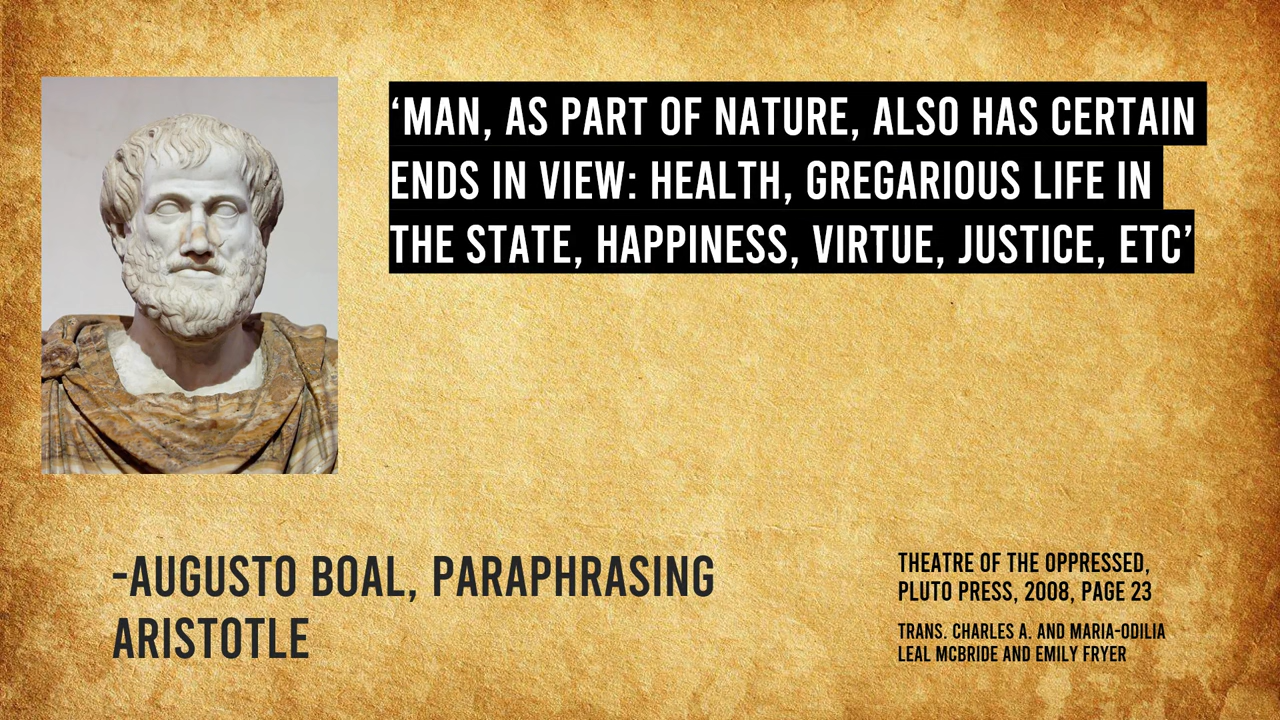 ‘MAN, AS PART OF NATURE, ALSO HAS CERTAIN
ENDS IN VIEW: HEALTH, GREGARIOUS LIFE IN
THE STATE, HAPPINESS, VIRTUE, JUSTICE, ETC’
-AUGUSTO BOAL, PARAPHRASING
ARISTOTLE
THEATRE OF THE OPPRESSED,
PLUTO PRESS, 2008, PAGE 23
TRANS. CHARLES A. AND MARIA-ODILIA
LEAL MCBRIDE AND EMILY FRYER